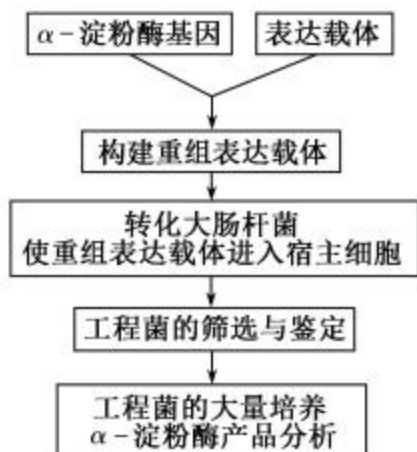 α-淀粉酶基因
表达载体
构建重组表达载体
转化大肠杆菌
使重组表达载体进入宿主细胞
工程菌的筛选与鉴定
工程菌的大量培养
α-淀粉酶产品分析